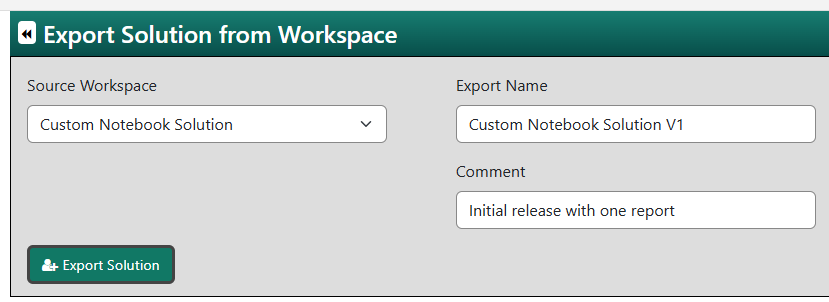 Export Solution from Workspace
Source Workspace
Export Name
Custom Notebook Solution
Custom Notebook Solution V1
Comment
Initial release with one report
Export Solution